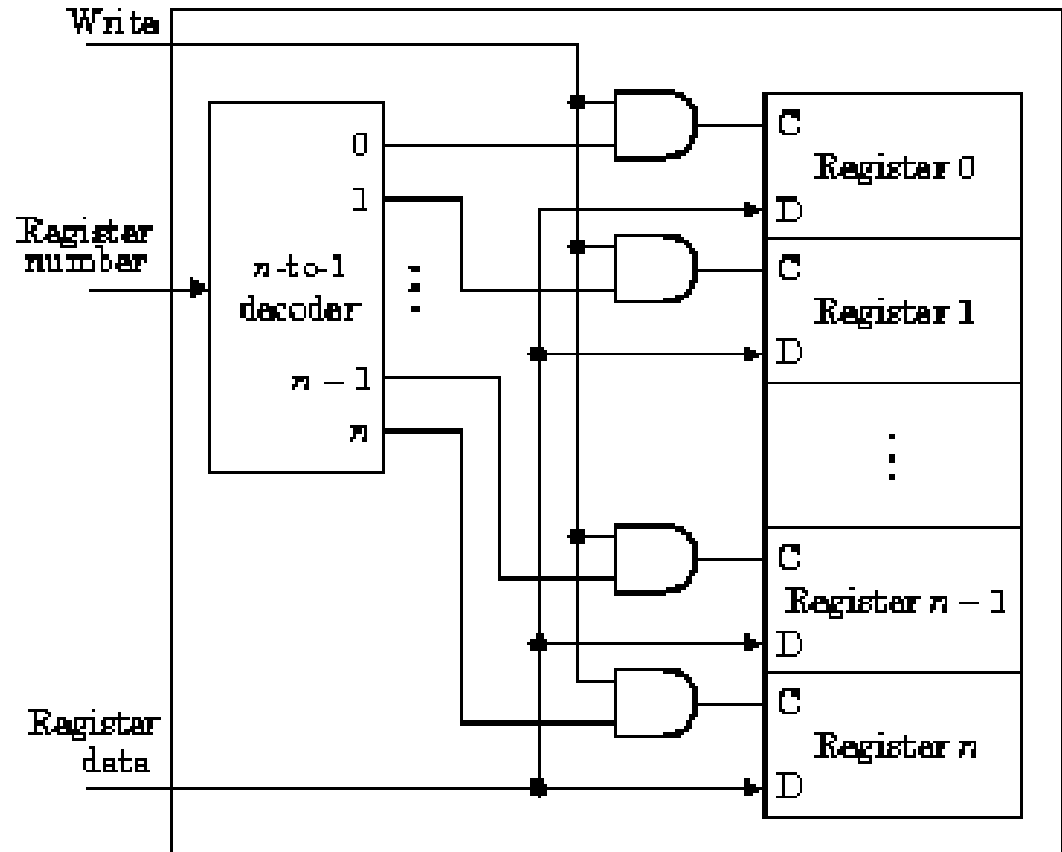 Write
0
1
Register
number
n-to-1
decoder
⋮
n − 1
n
C
Register 0
D
C
Register 1
D
⋮
C
Register n − 1
D
C
Register n
D
Register
data